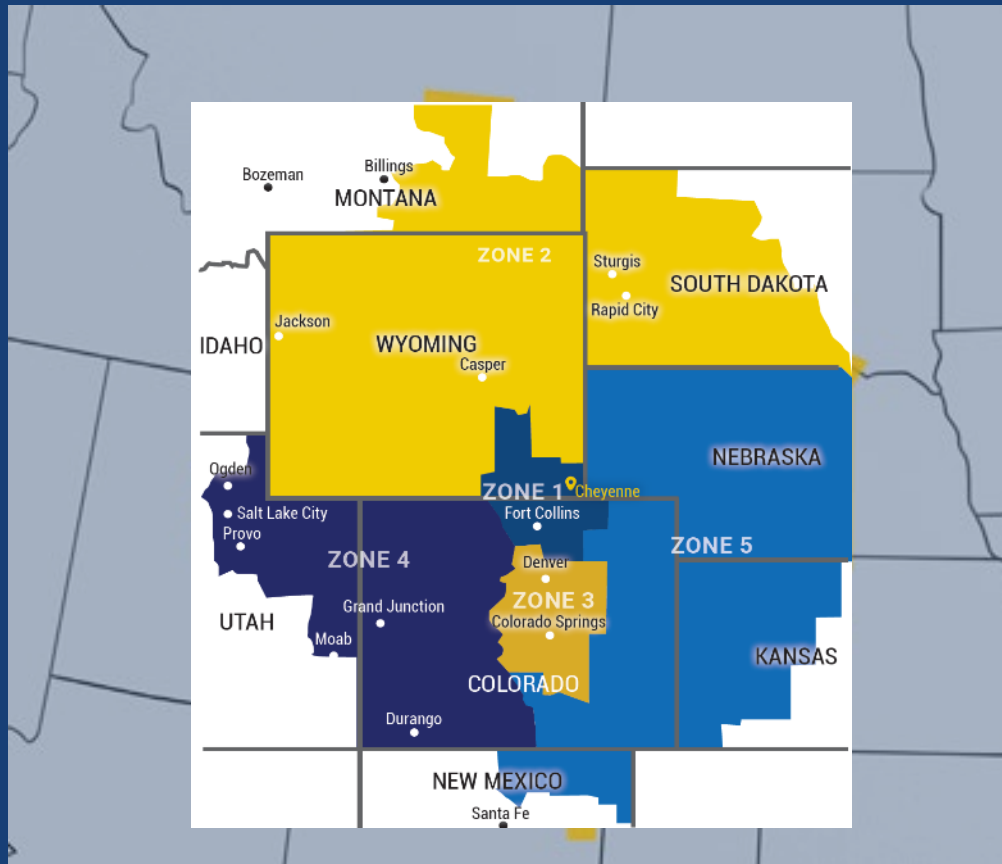 Billings
Bozeman
MONTANA
ZONE 2
Sturgis
SOUTH DAKOTA
Rapid City
Jackson
IDAHO
WYOMING
Casper
NEBRASKA
Ogden
ZONE 1
Cheyenne
Salt Lake City
Fort Collins
Provo
ZONE 5
ZONE 4
Denver
ZONE 3
Grand Junction
UTAH
Colorado Springs
Moab
KANSAS
COLORADO
Durango
NEW MEXICO
Santa Fe